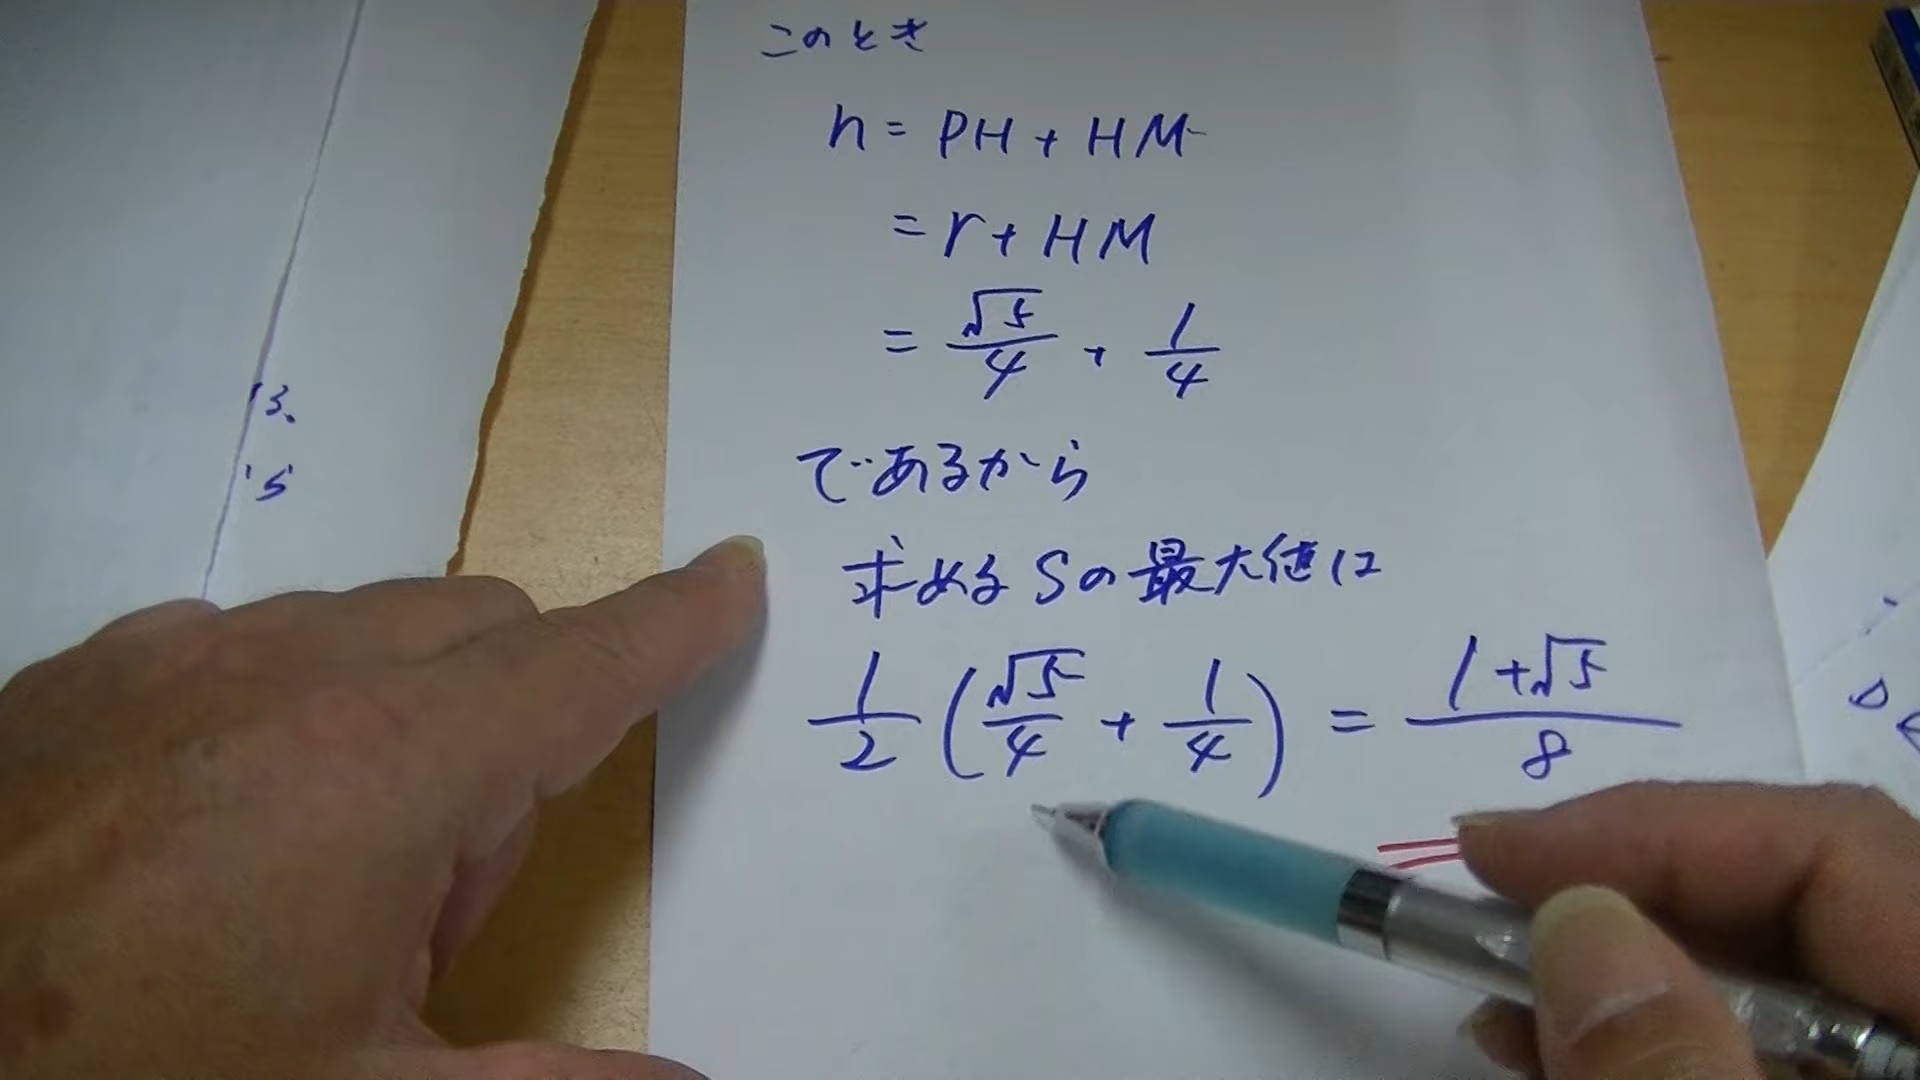 このとき
h = PH + HM
= r + HM
= √5/4 + 1/4
であるから
求めるSの最大値は
1/2 (√5/4 + 1/4) = 1+√5/8